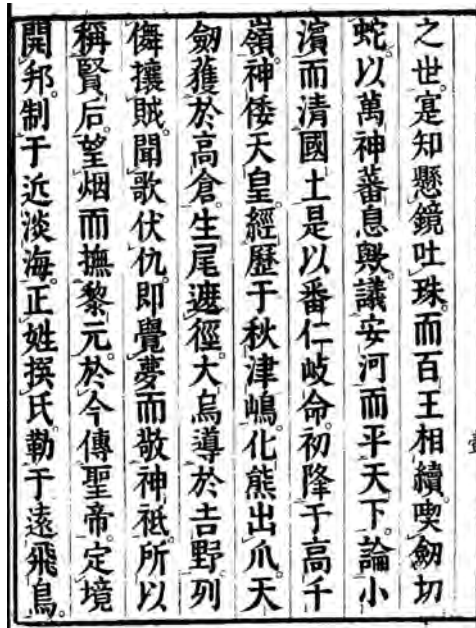 之世寔知懸鏡吐珠而百王相續喫劔切
蛇以萬神蕃息歟議安河而平天下論小
濱而清國土是以番仁岐命初降于高千
嶺神倭天皇經歷于秋津嶋化熊出爪天
劔獲於高倉生尾遮徑大烏導於吉野列
儛攘賊聞歌伏仇即覺夢而敬神祇所以
稱賢后望烟而撫黎元於今傳聖帝定境
開邦制于近淡海正姓撰氏勒于遠飛鳥